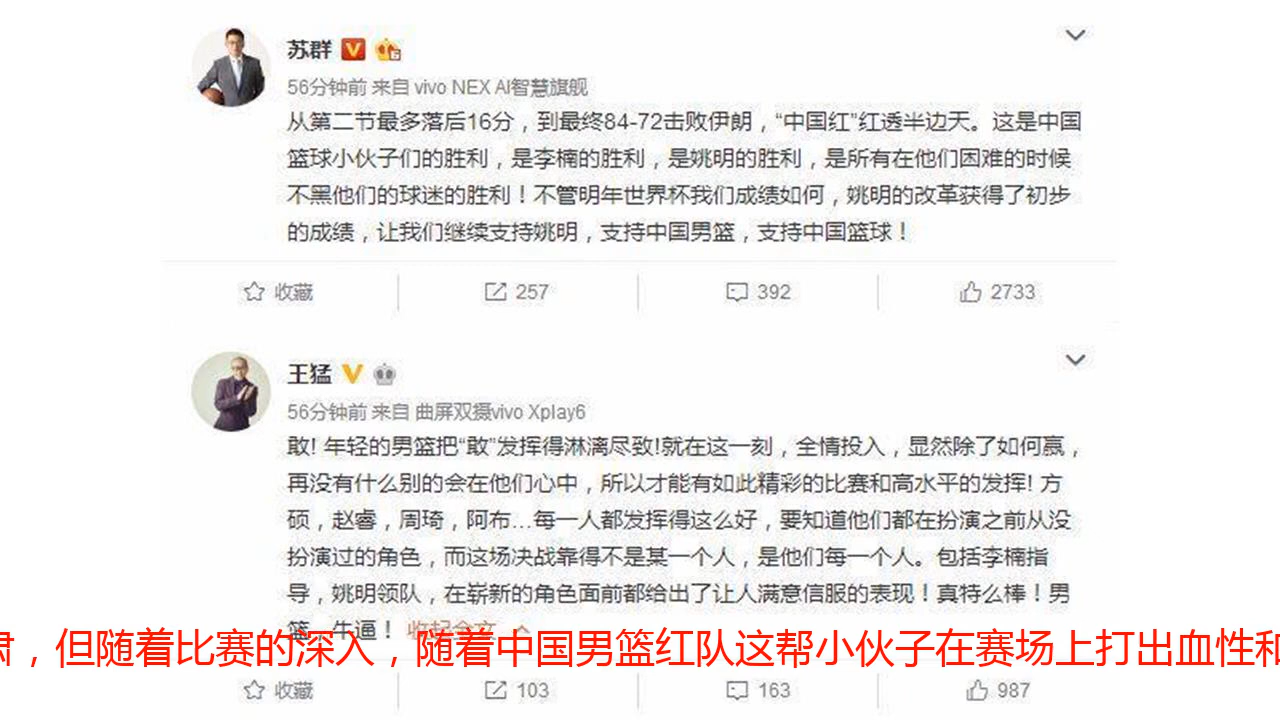 苏群
56分钟前 来自 vivo NEX AI智慧旗舰
从第二节最多落后16分，到最终84-72击败伊朗，“中国红”红透半边天。这是中国
篮球小伙子们的胜利，是李楠的胜利，是姚明的胜利，是所有在他们困难的时候
不黑他们的球迷的胜利！不管明年世界杯我们成绩如何，姚明的改革获得了初步
的成绩，让我们继续支持姚明，支持中国男篮，支持中国篮球！
收藏 257 392 2733
王猛
56分钟前 来自 曲屏双摄vivo Xplay6
敢! 年轻的男篮把“敢”发挥得淋漓尽致!就在这一刻，全情投入，显然除了如何赢，
再没有什么别的会在他们心中，所以才能有如此精彩的比赛和高水平的发挥! 方
硕，赵睿，周琦，阿布…每一人都发挥得这么好，要知道他们都在扮演之前从没
扮演过的角色，而这场决战靠得不是某一个人，是他们每一个人。包括李楠指
导，姚明领队，在崭新的角色面前都给出了让人满意信服的表现！真特么棒！男
篮，牛逼！ 收起全文
，但随着比赛的深入，随着中国男篮红队这帮小伙子在赛场上打出血性和
收藏 103 163 987